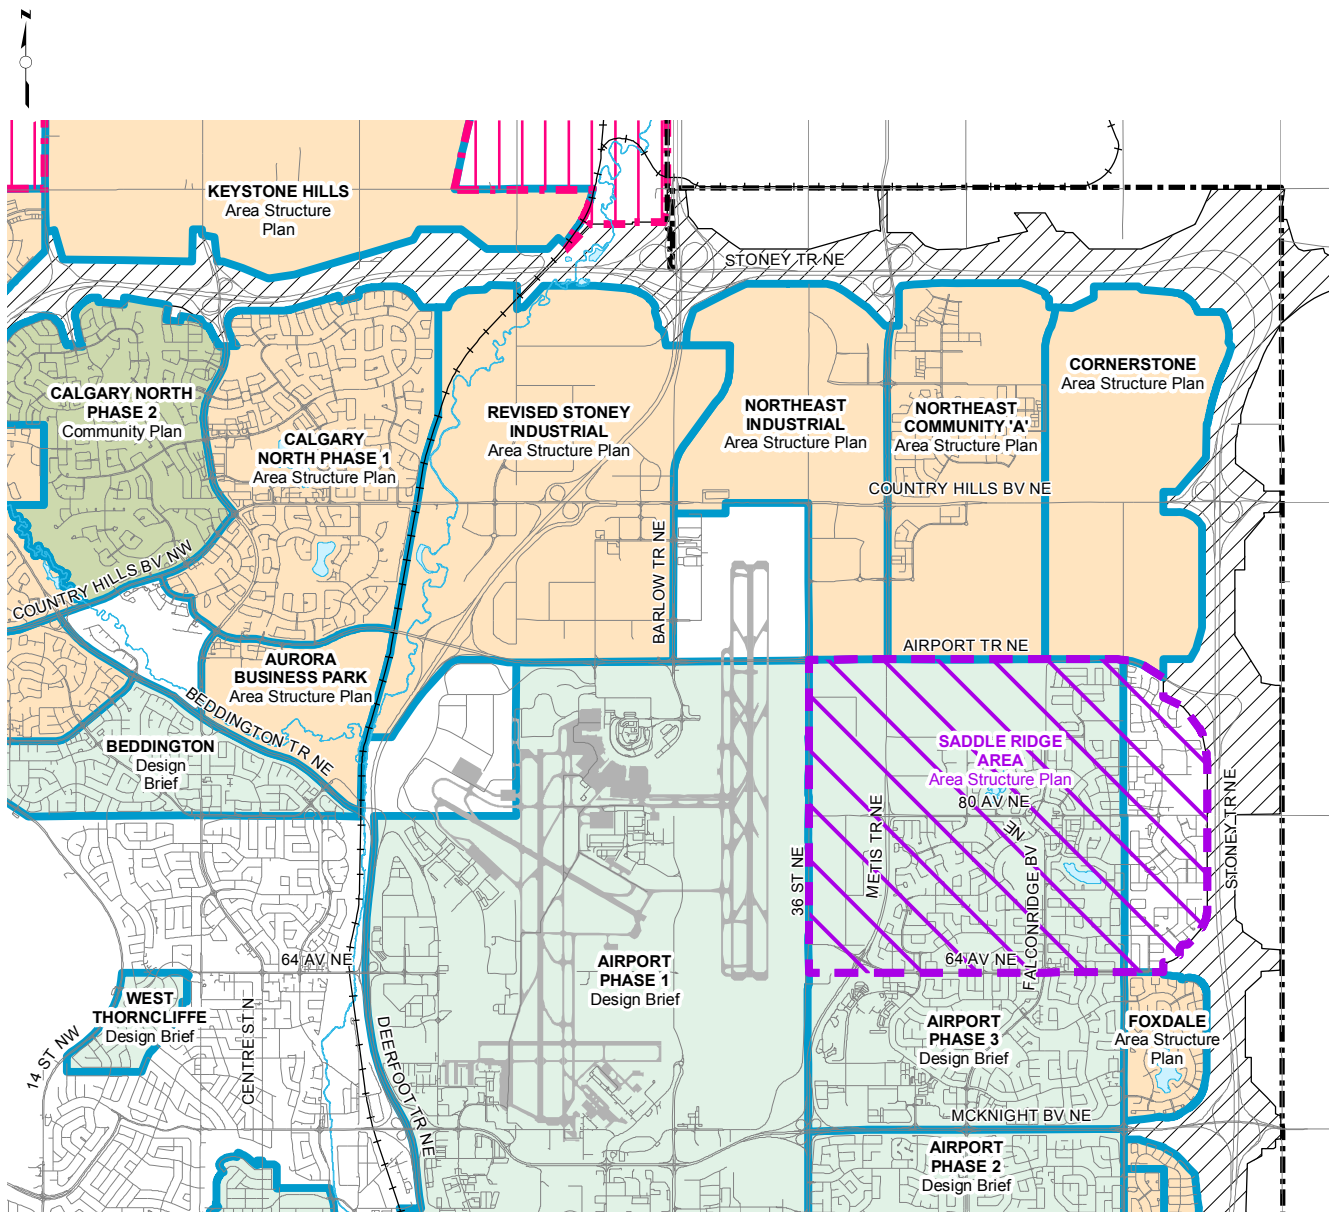 N
KEYSTONE HILLS
Area Structure
Plan
STONEY TR NE
CALGARY NORTH
PHASE 2
Community Plan
CALGARY
NORTH PHASE 1
Area Structure Plan
REVISED STONEY
INDUSTRIAL
Area Structure Plan
NORTHEAST
INDUSTRIAL
Area Structure Plan
NORTHEAST
COMMUNITY 'A'
Area Structure Plan
CORNERSTONE
Area Structure Plan
COUNTRY HILLS BV NE
COUNTRY HILLS BV NW
BARLOW TR NE
AIRPORT TR NE
AURORA
BUSINESS PARK
Area Structure Plan
BEDDINGTON TR NE
BEDDINGTON
Design
Brief
SADDLE RIDGE
AREA
Area Structure Plan
80 AV NE
METIS TR NE
FALCONRIDGE BV
NE
36 ST NE
STONEY TR NE
64 AV NE
64 AV NE
AIRPORT
PHASE 1
Design Brief
WEST
THORNCLIFFE
Design Brief
14 ST NW
CENTRE ST N
DEERFOOT TR NE
AIRPORT
PHASE 3
Design Brief
FOXDALE
Area Structure
Plan
MCKNIGHT BV NE
AIRPORT
PHASE 2
Design Brief